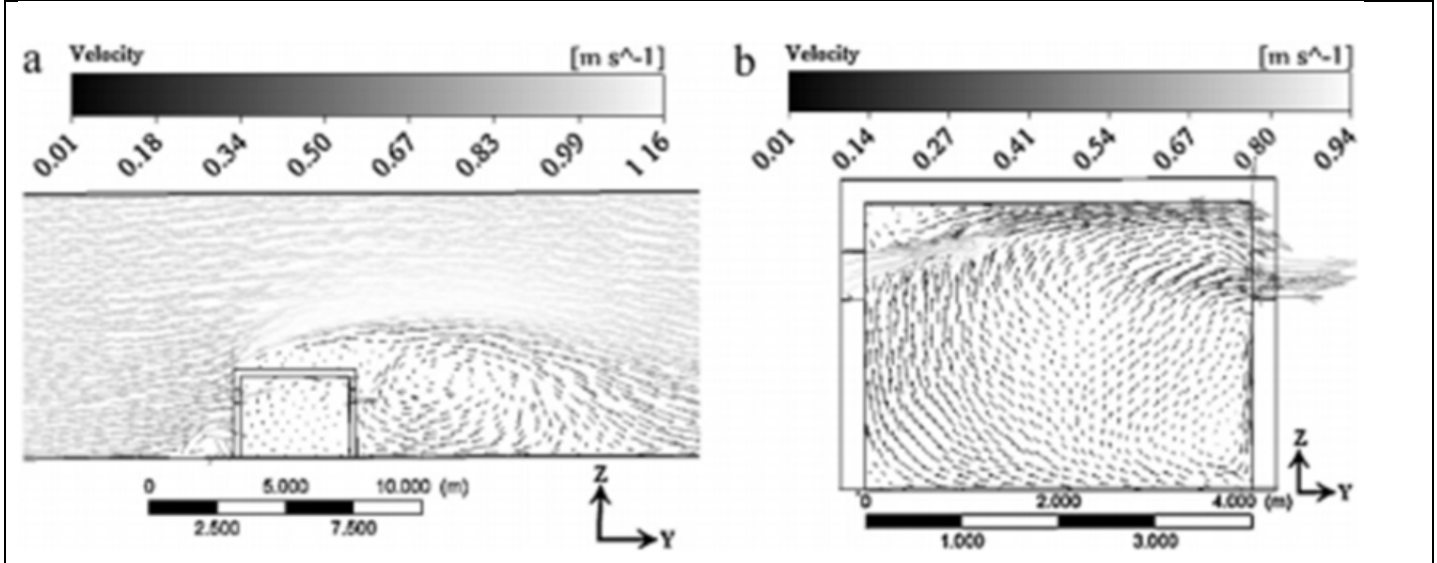 a Velocity [m s^-1]
0.01 0.18 0.34 0.50 0.67 0.83 0.99 1 16
0 5.000 10.000 (m)
2.500 7.500
Z
Y
b Velocity [m s^-1]
0.01 0.14 0.27 0.41 0.54 0.67 0.80 0.94
0 2.000 4.000 (m)
1.000 3.000
Z
Y